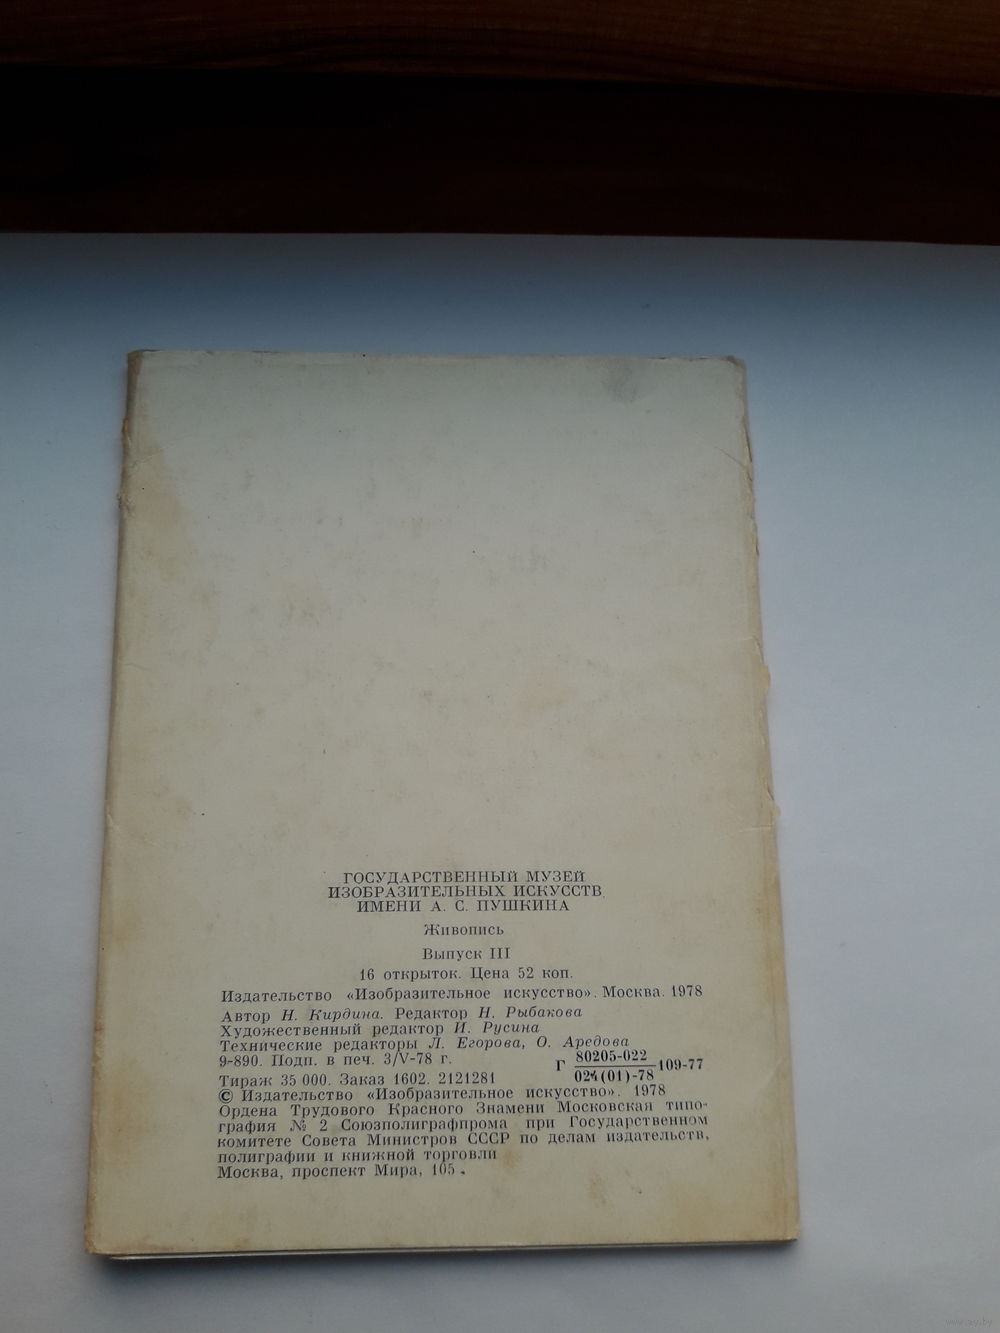 ГОСУДАРСТВЕННЫЙ МУЗЕЙ
ИЗОБРАЗИТЕЛЬНЫХ ИСКУССТВ
ИМЕНИ А. С. ПУШКИНА
Живопись
Выпуск III
16 открыток. Цена 52 коп.
Издательство «Изобразительное искусство». Москва. 1978
Автор Н. Кирдина. Редактор Н. Рыбакова
Художественный редактор И. Русина
Технические редакторы Л. Егорова, О. Аредова
9-890. Подп. в печ. 3/V-78 г.
Г 80205-022 109-77
024(01)-78
Тираж 35 000. Заказ 1602. 2121281
© Издательство «Изобразительное искусство». 1978
Ордена Трудового Красного Знамени Московская типо-
графия № 2 Союзполиграфпрома при Государственном
комитете Совета Министров СССР по делам издательств,
полиграфии и книжной торговли
Москва, проспект Мира, 105.